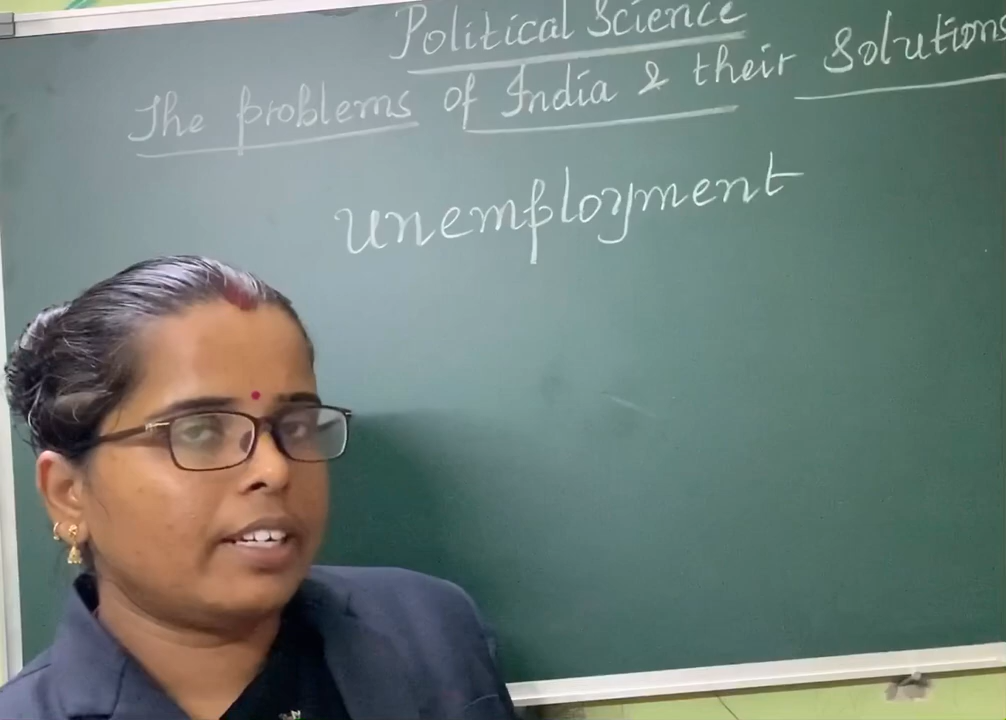 Political Science
The problems of India & their Solutions
unemployment